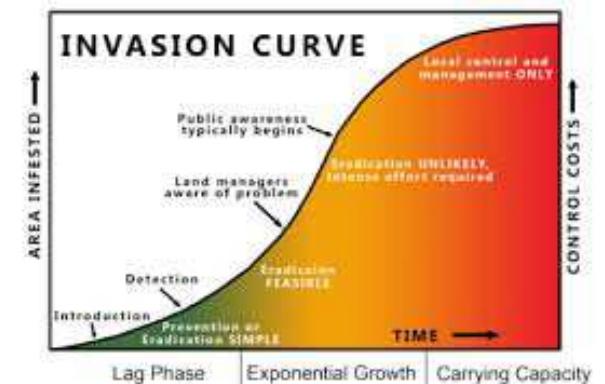 INVASION CURVE
Local control and
management ONLY
Public awareness
typically begins
Eradication UNLIKELY,
intense effort required
Land managers
aware of problem
Eradication
FEASIBLE
Detection
Introduction
Prevention or
Eradication SIMPLE
TIME
AREA INFESTED
CONTROL COSTS
Lag Phase
Exponential Growth
Carrying Capacity